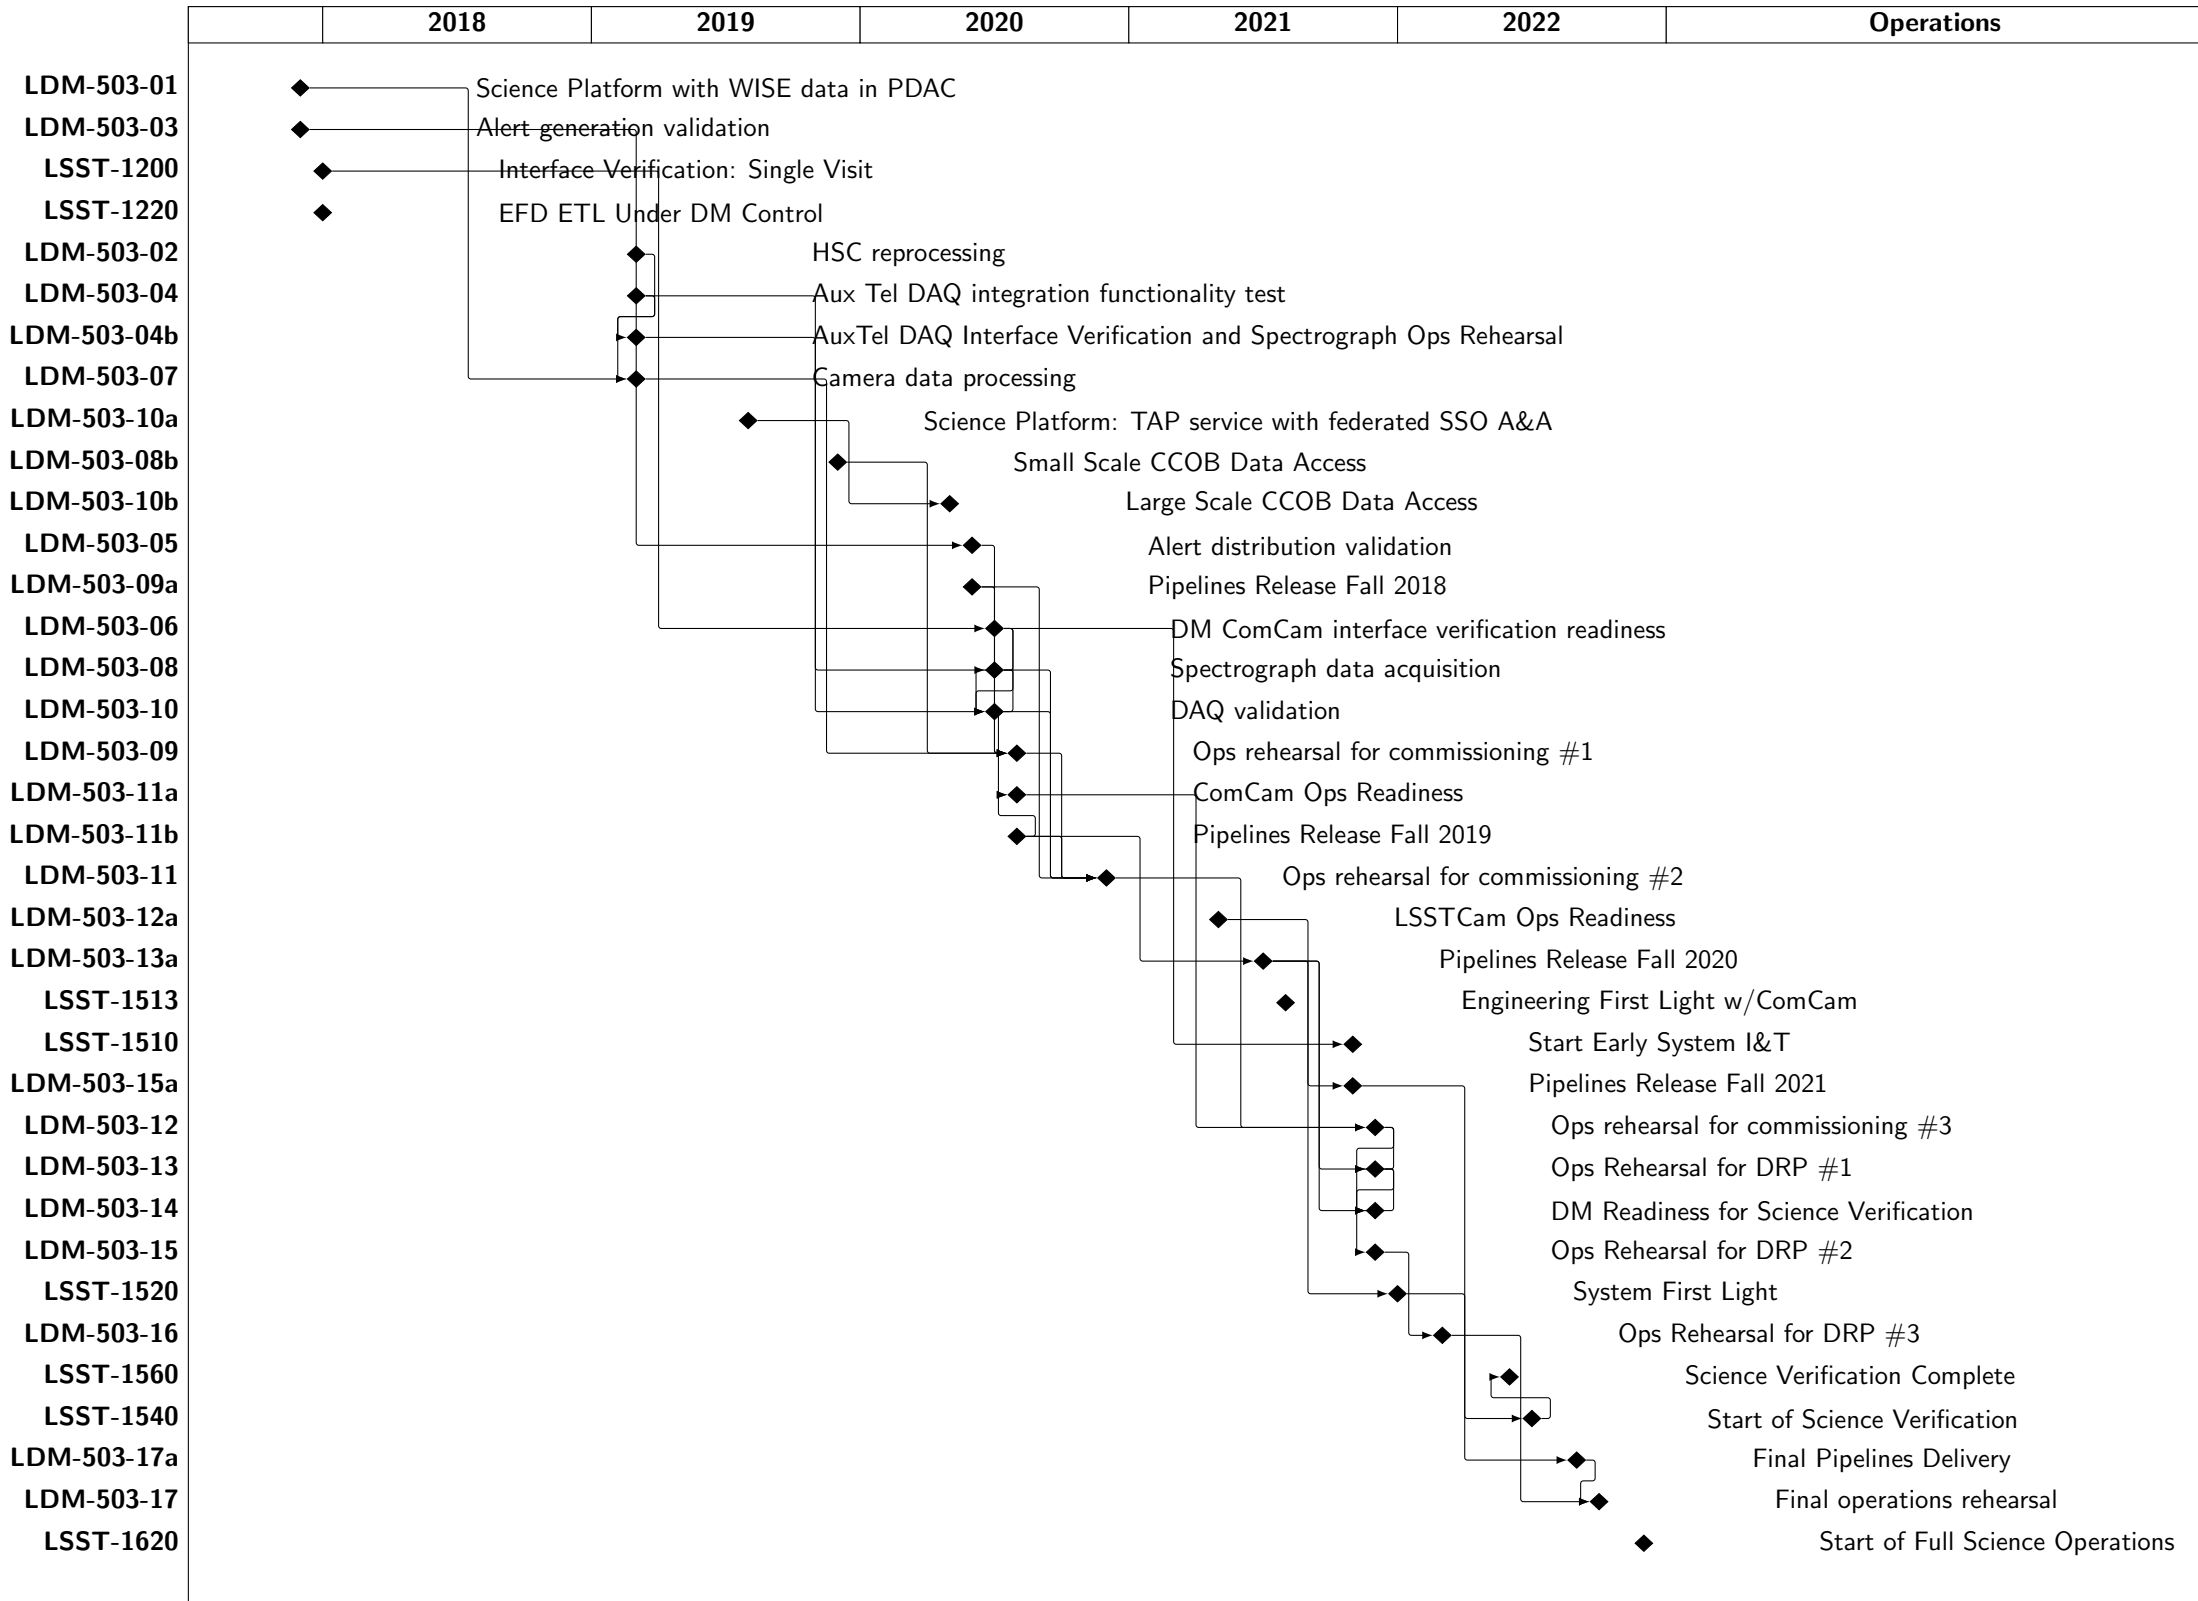 2018 2019 2020 2021 2022 Operations
LDM-503-01 Science Platform with WISE data in PDAC
LDM-503-03 Alert generation validation
LSST-1200 Interface Verification: Single Visit
LSST-1220 EFD ETL Under DM Control
LDM-503-02 HSC reprocessing
LDM-503-04 Aux Tel DAQ integration functionality test
LDM-503-04b AuxTel DAQ Interface Verification and Spectrograph Ops Rehearsal
LDM-503-07 Camera data processing
LDM-503-10a Science Platform: TAP service with federated SSO A&A
LDM-503-08b Small Scale CCOB Data Access
LDM-503-10b Large Scale CCOB Data Access
LDM-503-05 Alert distribution validation
LDM-503-09a Pipelines Release Fall 2018
LDM-503-06 DM ComCam interface verification readiness
LDM-503-08 Spectrograph data acquisition
LDM-503-10 DAQ validation
LDM-503-09 Ops rehearsal for commissioning #1
LDM-503-11a ComCam Ops Readiness
LDM-503-11b Pipelines Release Fall 2019
LDM-503-11 Ops rehearsal for commissioning #2
LDM-503-12a LSSTCam Ops Readiness
LDM-503-13a Pipelines Release Fall 2020
LSST-1513 Engineering First Light w/ComCam
LSST-1510 Start Early System I&T
LDM-503-15a Pipelines Release Fall 2021
LDM-503-12 Ops rehearsal for commissioning #3
LDM-503-13 Ops Rehearsal for DRP #1
LDM-503-14 DM Readiness for Science Verification
LDM-503-15 Ops Rehearsal for DRP #2
LSST-1520 System First Light
LDM-503-16 Ops Rehearsal for DRP #3
LSST-1560 Science Verification Complete
LSST-1540 Start of Science Verification
LDM-503-17a Final Pipelines Delivery
LDM-503-17 Final operations rehearsal
LSST-1620 Start of Full Science Operations